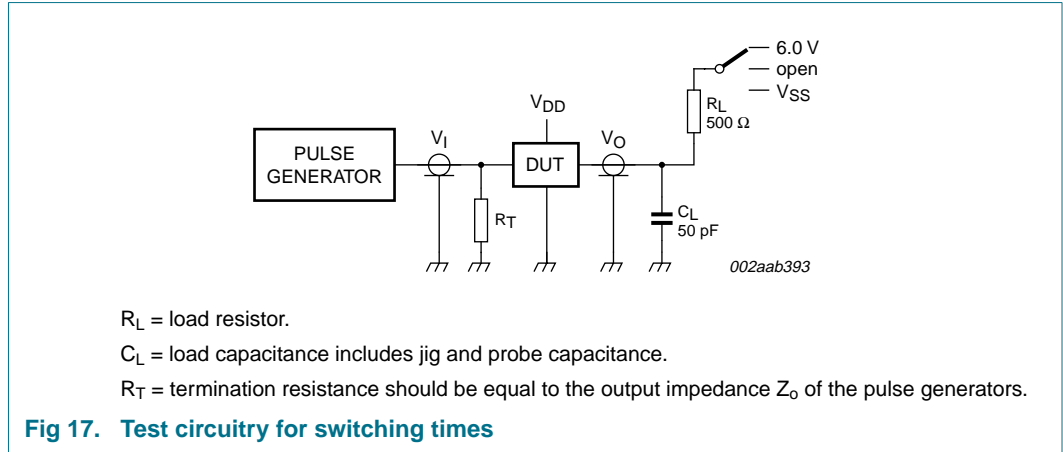 6.0 V
open
VSS
RL
500 Ω
VDD
VI
VO
PULSE
GENERATOR
DUT
RT
CL
50 pF
002aab393
RL = load resistor.
CL = load capacitance includes jig and probe capacitance.
RT = termination resistance should be equal to the output impedance Zo of the pulse generators.
Fig 17. Test circuitry for switching times